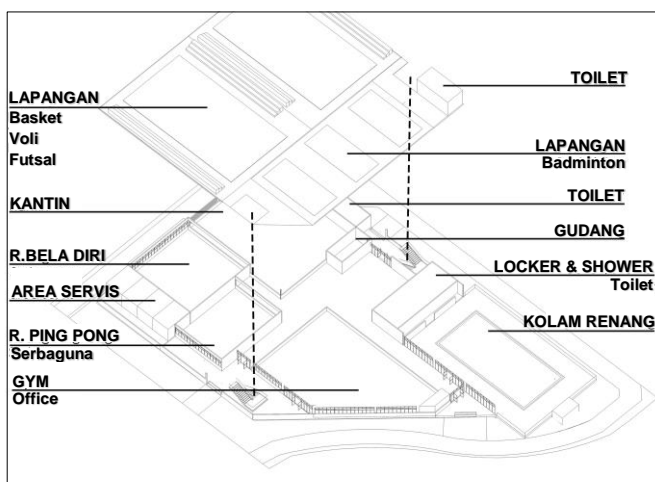 LAPANGAN
Basket
Voli
Futsal
KANTIN
R.BELA DIRI
AREA SERVIS
R. PING PONG
Serbaguna
GYM
Office
TOILET
LAPANGAN
Badminton
TOILET
GUDANG
LOCKER & SHOWER
Toilet
KOLAM RENANG